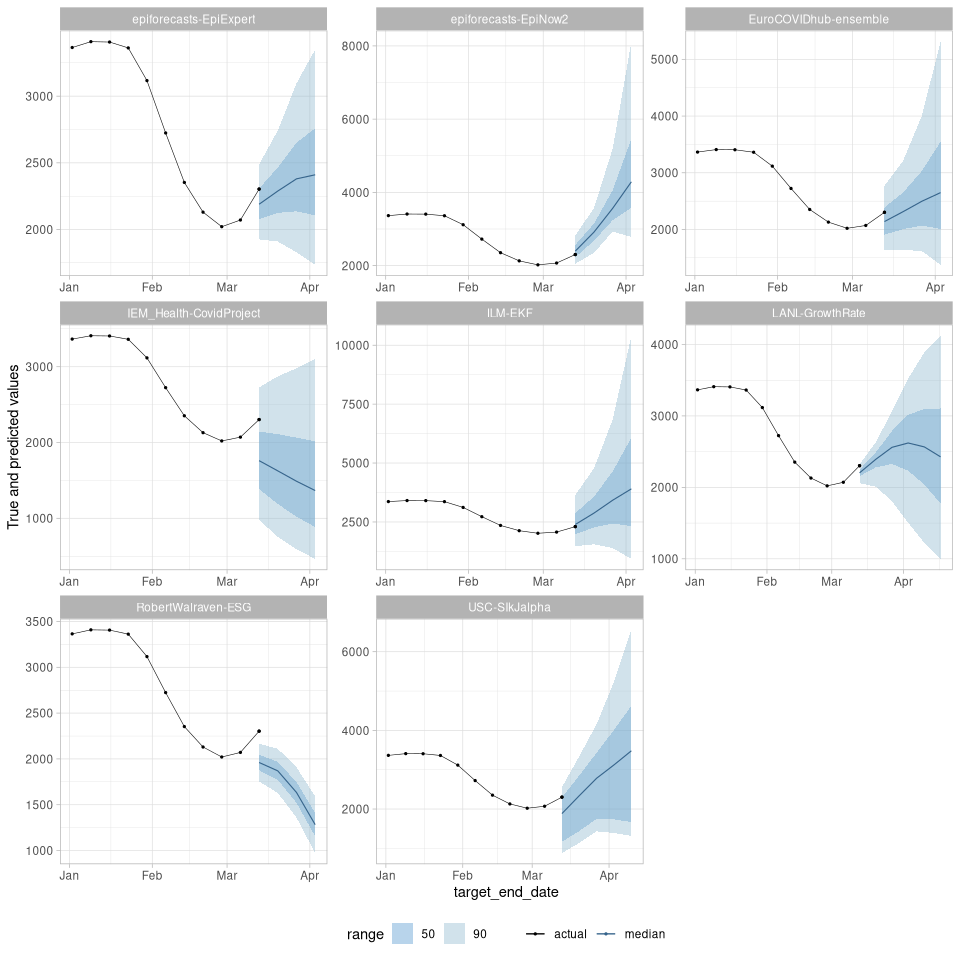 epiforecasts-EpiExpert
epiforecasts-EpiNow2
EuroCOVIDhub-ensemble
3000
2500
2000
Jan Feb Mar Apr
8000
6000
4000
2000
Jan Feb Mar Apr
5000
4000
3000
2000
Jan Feb Mar Apr
IEM_Health-CovidProject
ILM-EKF
LANL-GrowthRate
3000
2000
1000
Jan Feb Mar Apr
10000
7500
5000
2500
Jan Feb Mar Apr
4000
3000
2000
1000
Jan Feb Mar Apr
True and predicted values
RobertWalraven-ESG
USC-SIkJalpha
3500
3000
2500
2000
1500
1000
Jan Feb Mar Apr
6000
4000
2000
Jan Feb Mar Apr
target_end_date
range 50 90 actual median